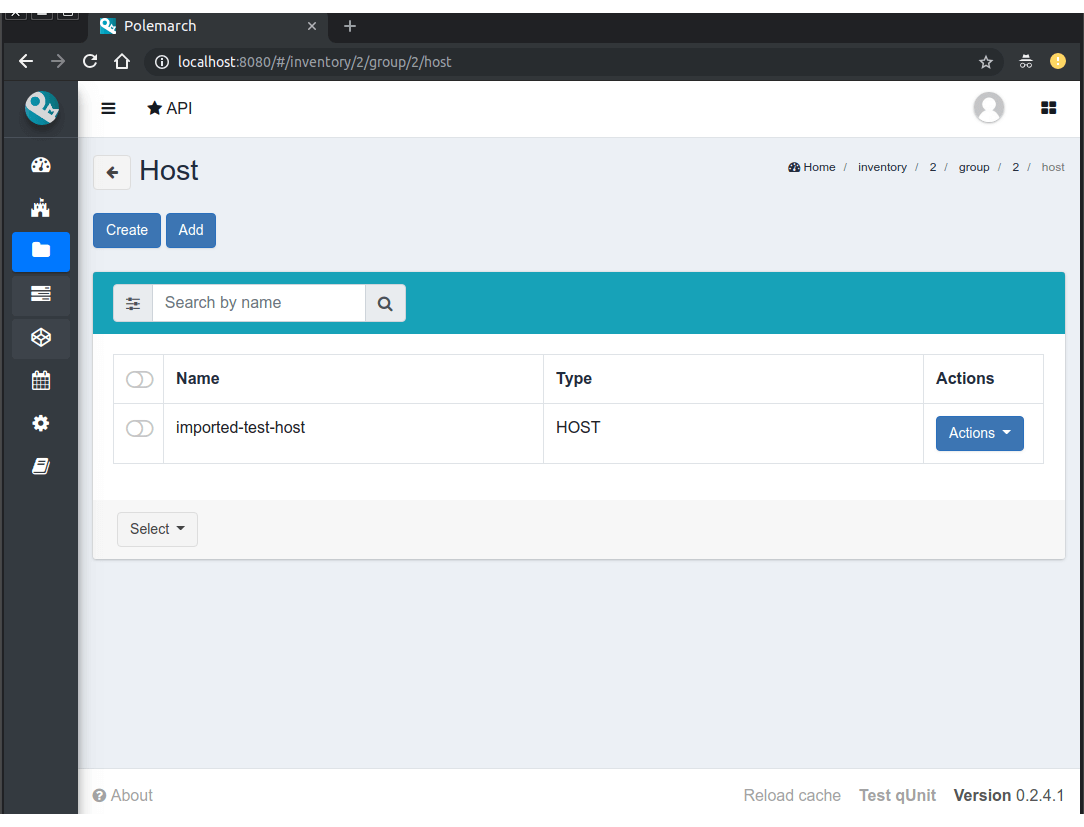 Polemarch
localhost:8080/#/inventory/2/group/2/host
API
Host
Home / inventory / 2 / group / 2 / host
Create Add
Search by name
Name Type Actions
imported-test-host HOST Actions
Select
About Reload cache Test qUnit Version 0.2.4.1